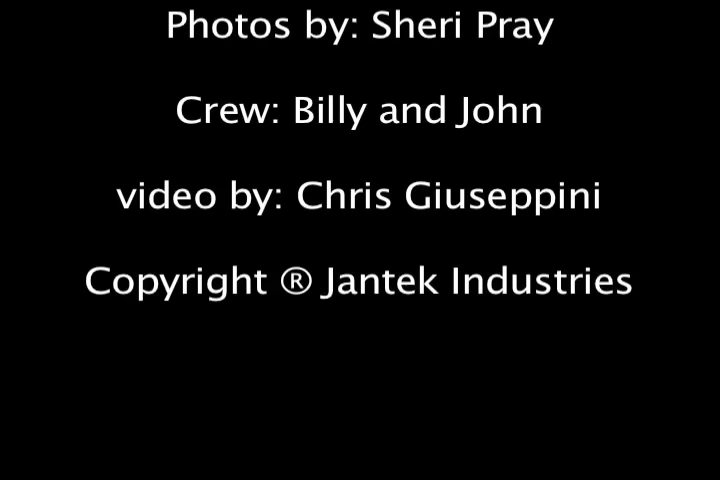 Photos by: Sheri Pray
Crew: Billy and John
video by: Chris Giuseppini
Copyright ® Jantek Industries